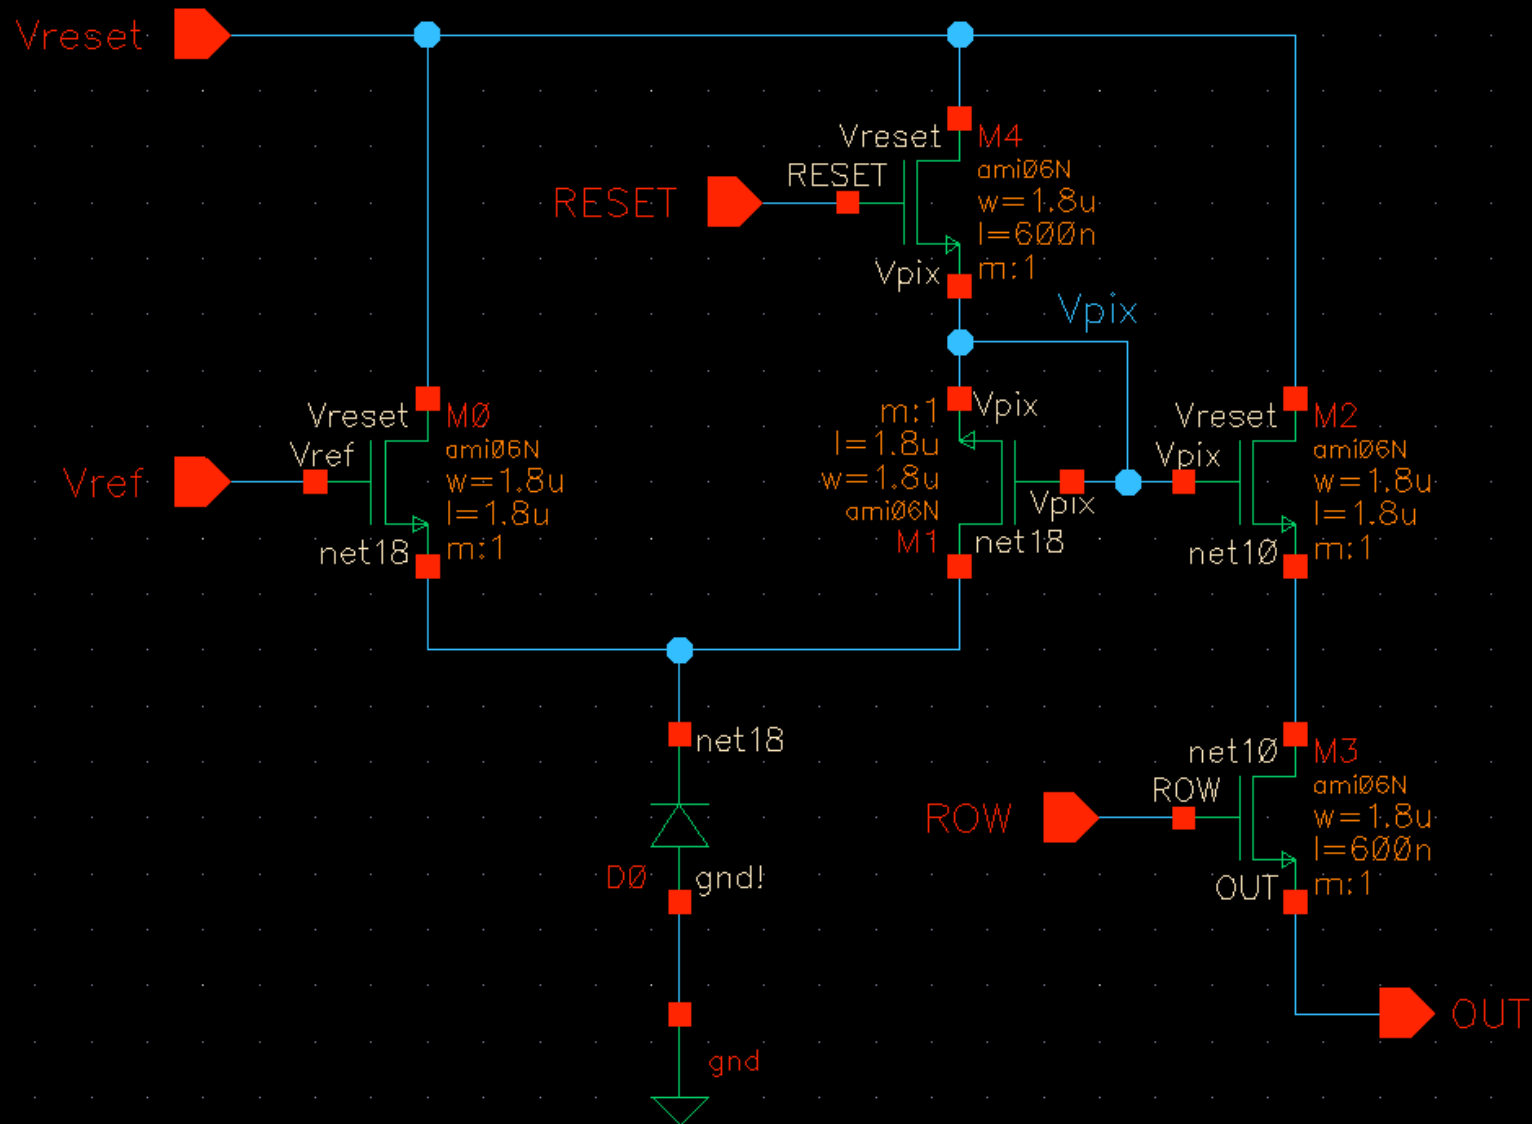 Vreset
Vreset
M4
RESET
RESET
ami06N
w=1.8u
l=600n
Vpix
m:1
Vpix
Vreset
M0
Vref
Vref
ami06N
w=1.8u
l=1.8u
net18
m:1
m:1
Vpix
l=1.8u
w=1.8u
ami06N
Vpix
M1
net18
Vreset
M2
Vpix
ami06N
w=1.8u
l=1.8u
net10
m:1
net18
D0
gnd!
gnd
net10
M3
ROW
ROW
ami06N
w=1.8u
l=600n
OUT
m:1
OUT